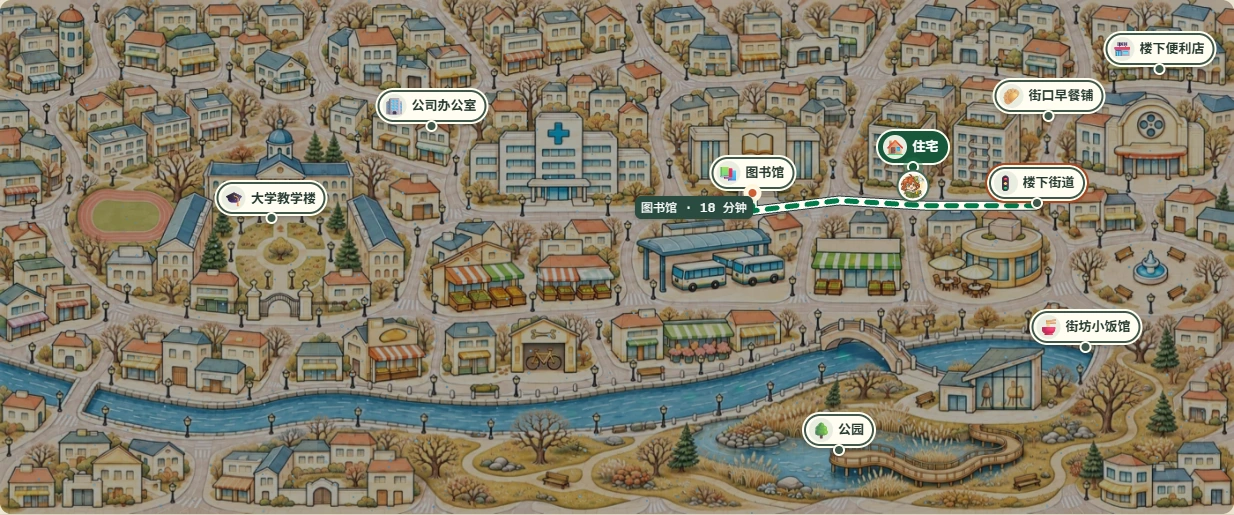 楼下便利店
街口早餐铺
公司办公室
住宅
图书馆
楼下街道
大学教学楼
图书馆 · 18 分钟
街坊小饭馆
公园